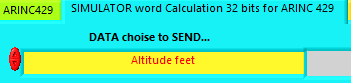 ARINC429
SIMULATOR word Calculation 32 bits for ARINC 429
DATA choise to SEND...
Altitude feet